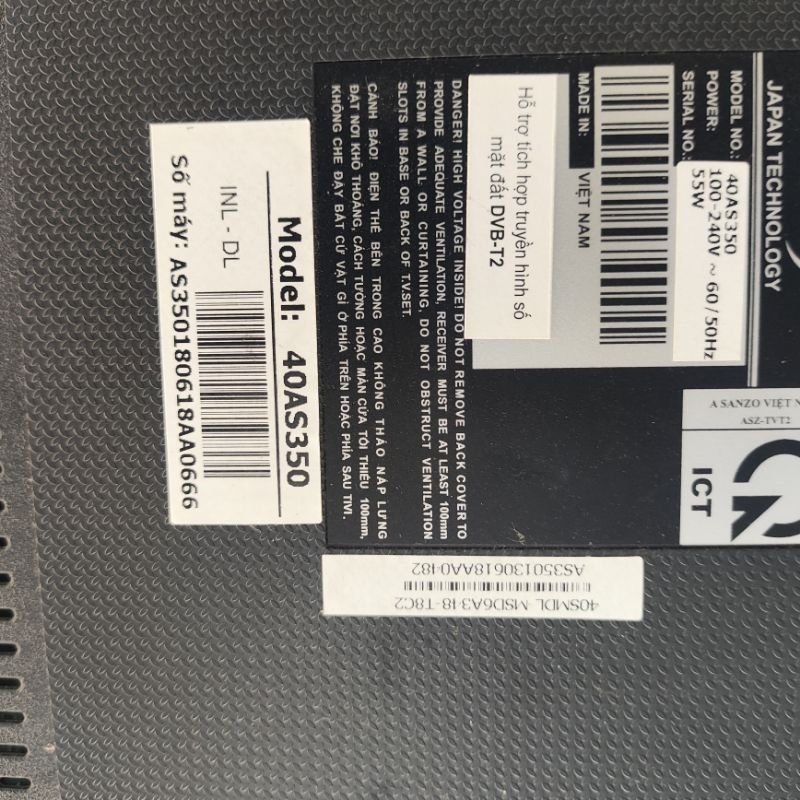 JAPAN TECHNOLOGY
MODEL NO.: 40AS350
POWER: 100-240V ~ 60/50Hz
55W
SERIAL NO.:
MADE IN: VIỆT NAM
Hỗ trợ tích hợp truyền hình số
mặt đất DVB-T2
DANGER! HIGH VOLTAGE INSIDE! DO NOT REMOVE BACK COVER TO
PROVIDE ADEQUATE VENTILATION, RECEIVER MUST BE AT LEAST 100mm
FROM A WALL OR CURTAINING, DO NOT OBSTRUCT VENTILATION
SLOTS IN BASE OR BACK OF T.V.SET.
CẢNH BÁO! ĐIỆN THẾ BÊN TRONG CAO KHÔNG THÁO NẮP LƯNG
ĐẶT NƠI KHÔ THOÁNG, CÁCH TƯỜNG HOẶC MÀN CỬA TỐI THIỂU 100mm,
KHÔNG CHE ĐẬY BẤT CỨ VẬT GÌ Ở PHÍA TRÊN HOẶC PHÍA SAU TIVI.
A SANZO VIỆT N
ASZ-TVT2
ICT
Model: 40AS350
INL - DL
Số máy: AS350180618AA0666
40SMDL MSD6A348-T8C2
AS350130618AA0482